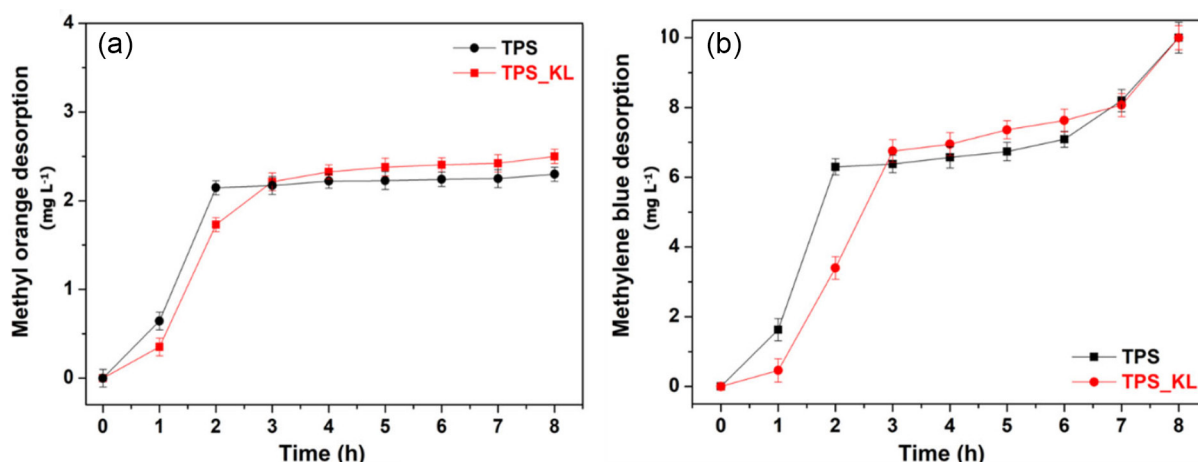 (a)
TPS
TPS_KL
Methyl orange desorption
(mg L⁻¹)
4
3
2
1
0
0 1 2 3 4 5 6 7 8
Time (h)
(b)
Methylene blue desorption
(mg L⁻¹)
10
8
6
4
2
0
TPS
TPS_KL
0 1 2 3 4 5 6 7 8
Time (h)